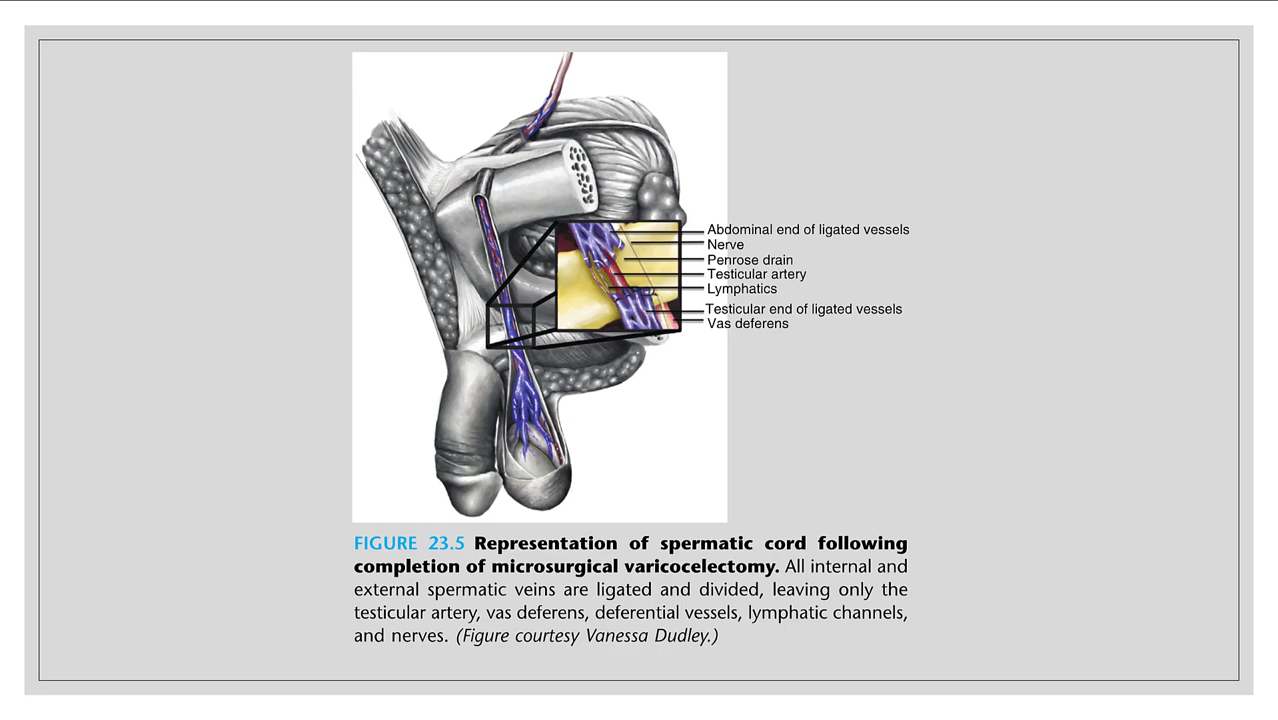 Abdominal end of ligated vessels
Nerve
Penrose drain
Testicular artery
Lymphatics
Testicular end of ligated vessels
Vas deferens
FIGURE 23.5 Representation of spermatic cord following
completion of microsurgical varicocelectomy. All internal and
external spermatic veins are ligated and divided, leaving only the
testicular artery, vas deferens, deferential vessels, lymphatic channels,
and nerves. (Figure courtesy Vanessa Dudley.)